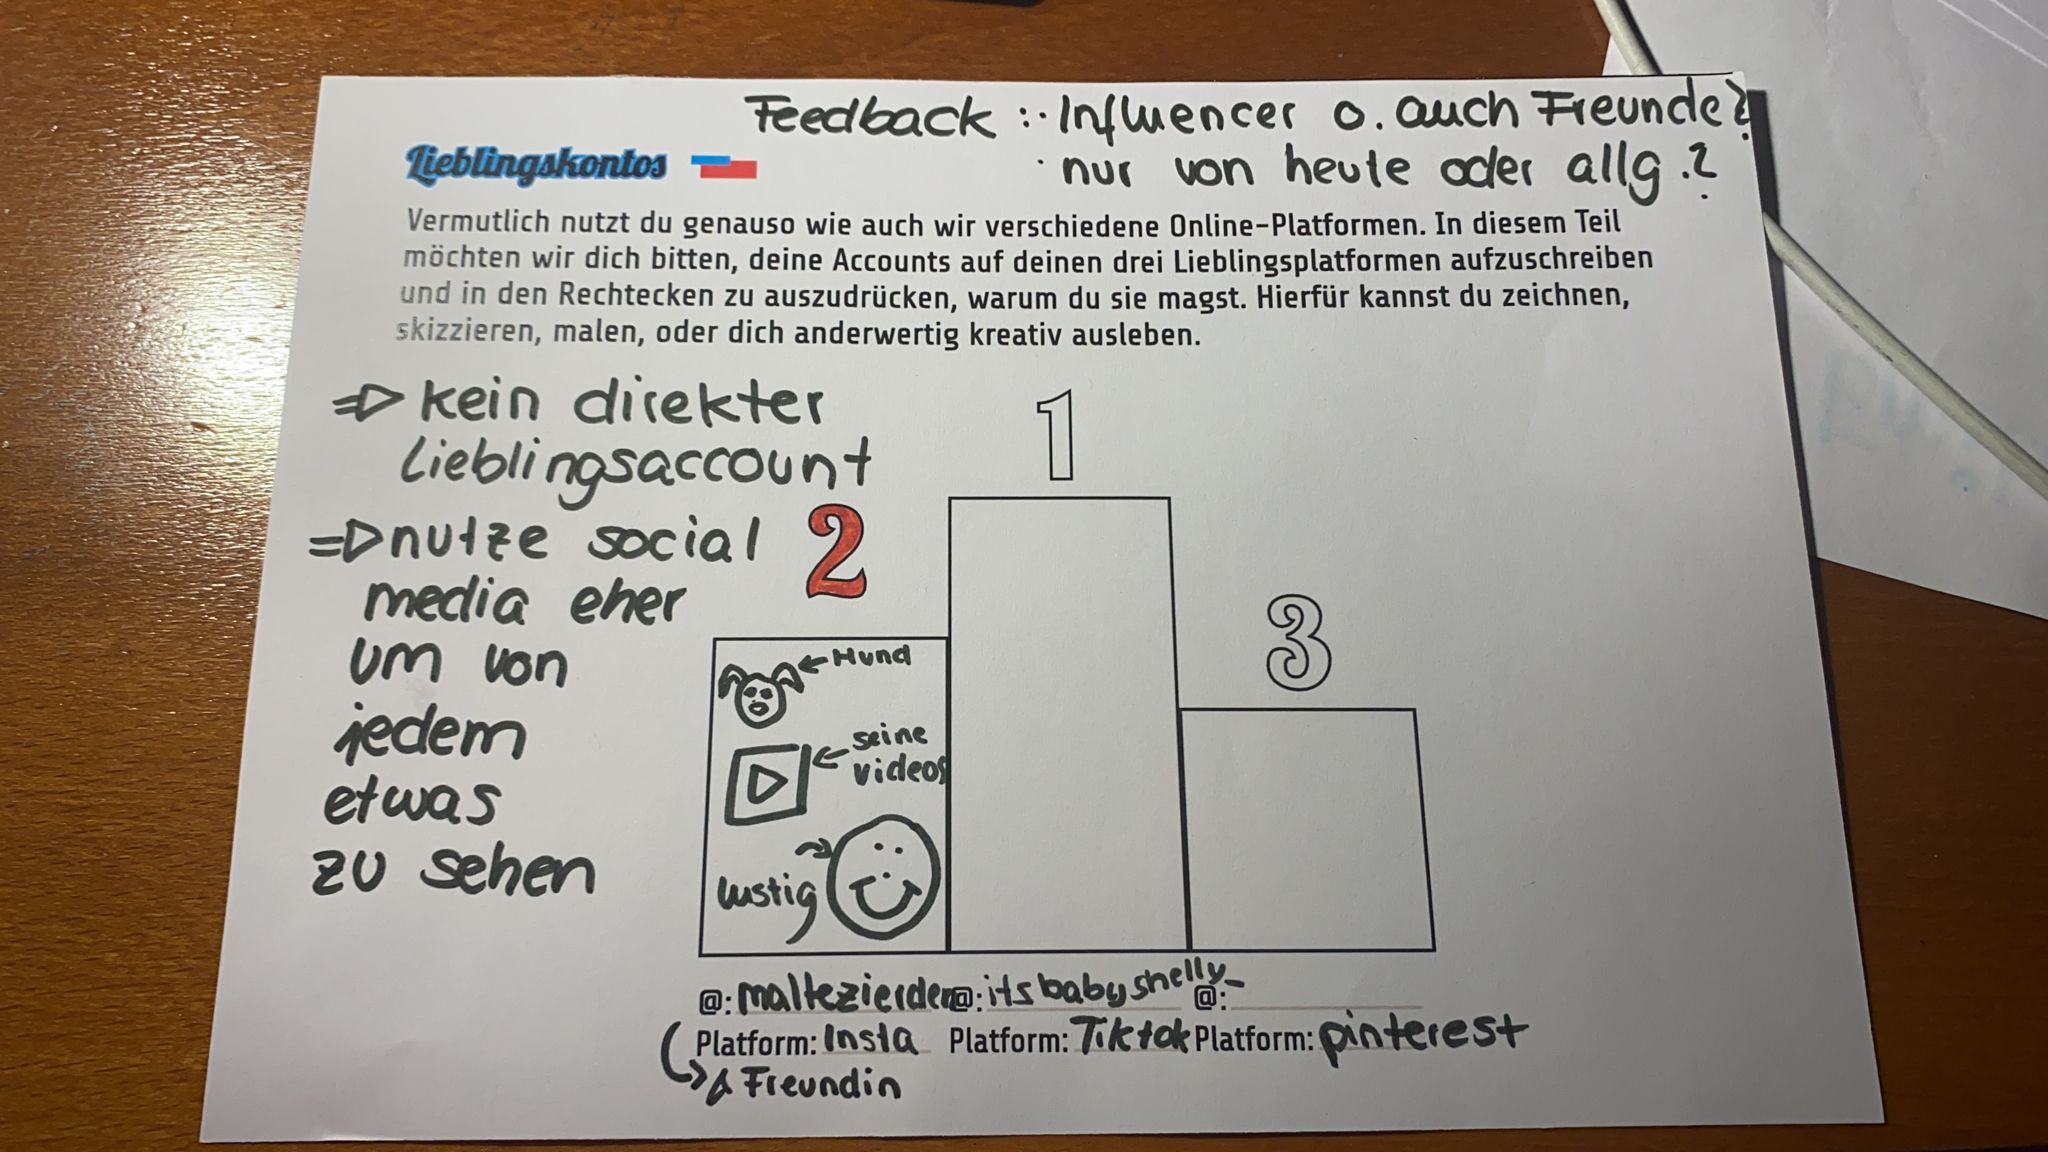 Feedback :· Influencer o. auch Freunde?
· nur von heute oder allg.?
Lieblingskontos
Vermutlich nutzt du genauso wie auch wir verschiedene Online-Platformen. In diesem Teil
möchten wir dich bitten, deine Accounts auf deinen drei Lieblingsplatformen aufzuschreiben
und in den Rechtecken zu auszudrücken, warum du sie magst. Hierfür kannst du zeichnen,
skizzieren, malen, oder dich anderwertig kreativ ausleben.
⇒ kein direkter
Lieblingsaccount
⇒ nutze social
media eher
um von
jedem
etwas
zu sehen
2
1
3
← Hund
← seine
videos
lustig
@: maltezierden @: itsbabyshelly_ @:
Platform: Insta Platform: Tiktok Platform: pinterest
& Freundin